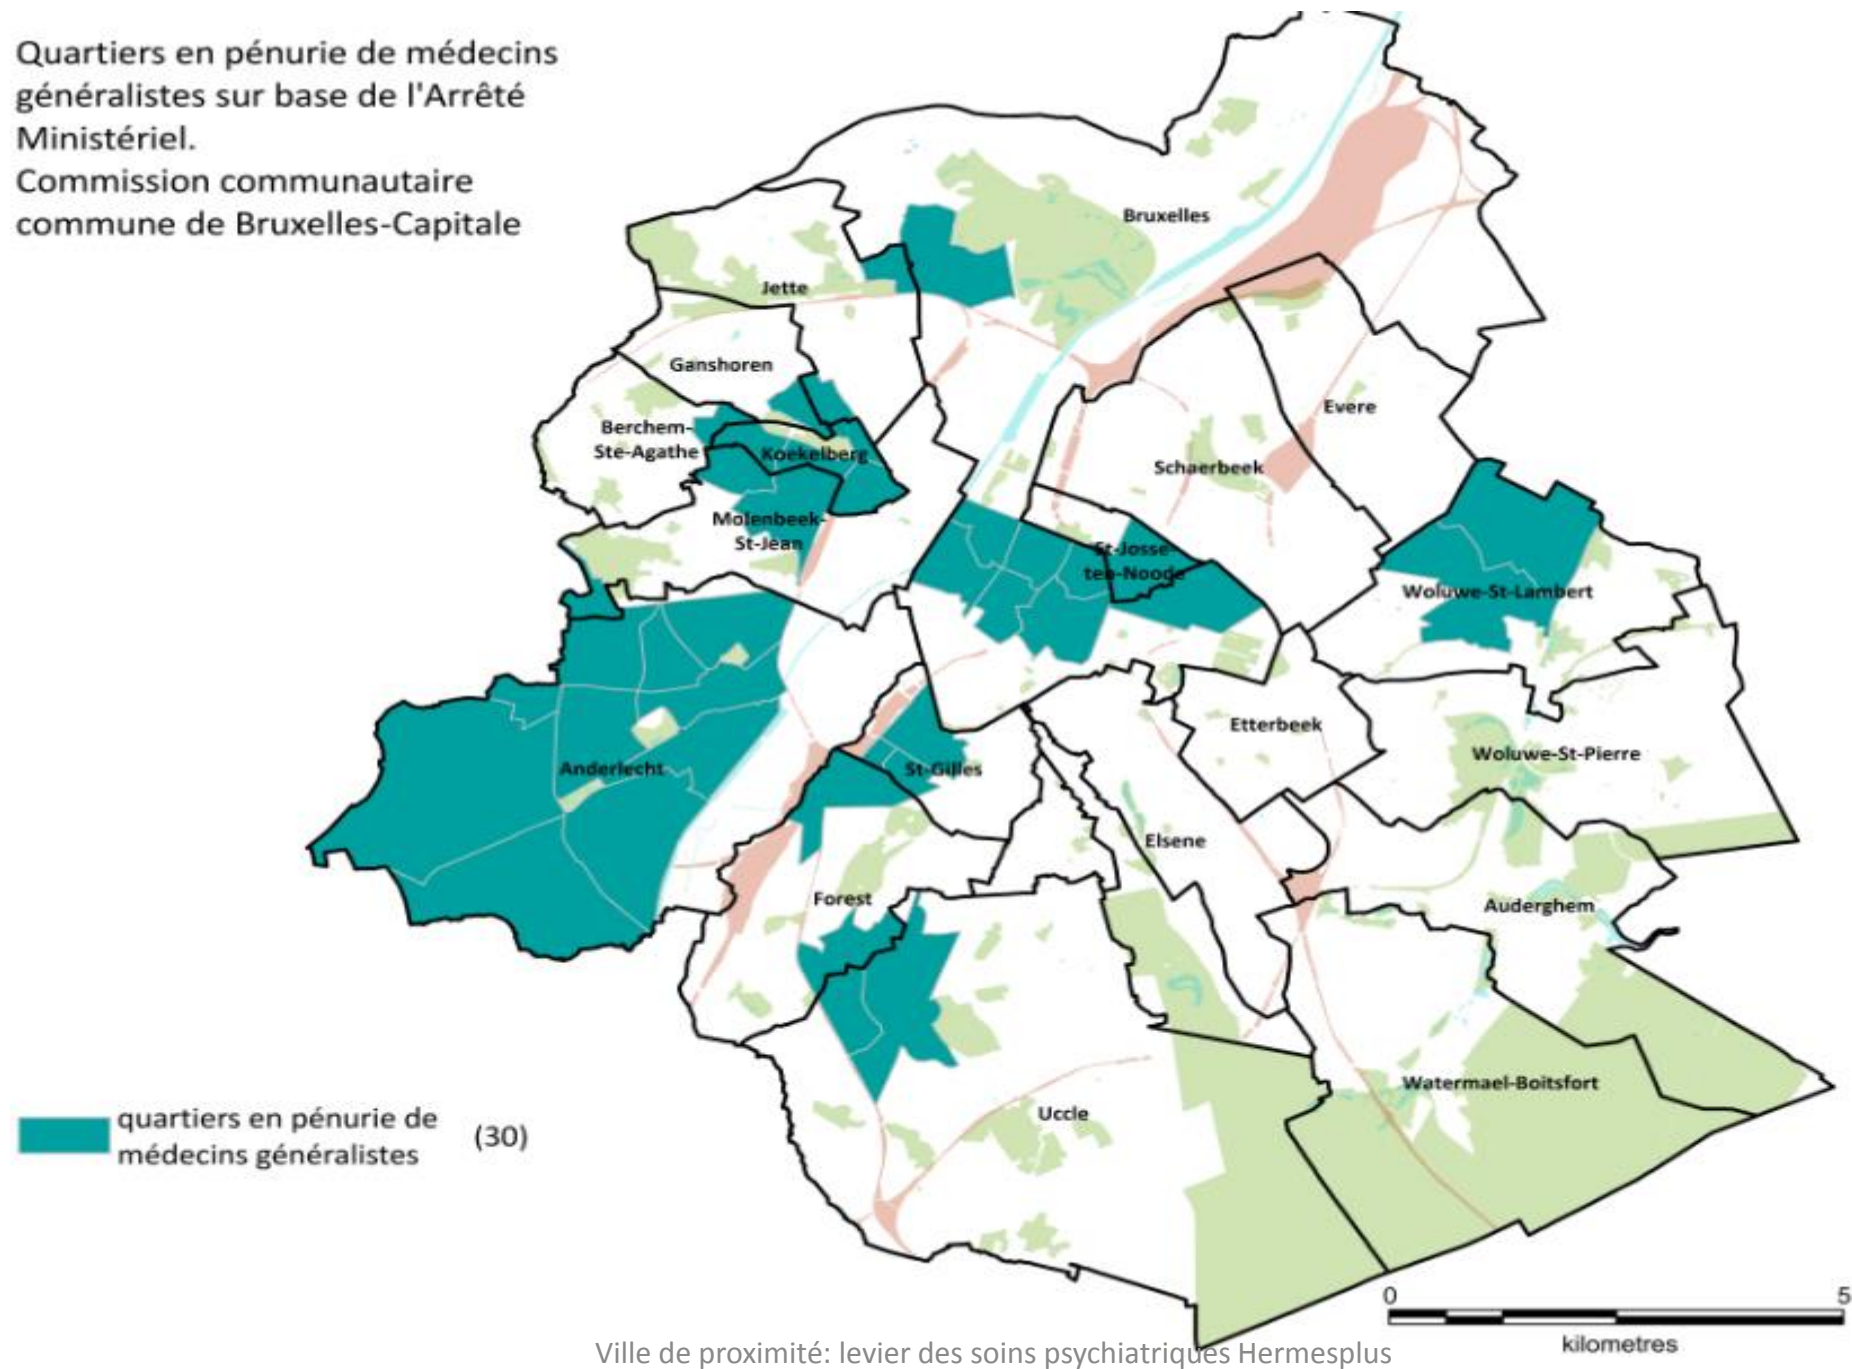 Quartiers en pénurie de médecins
généralistes sur base de l'Arrêté
Ministériel.
Commission communautaire
commune de Bruxelles-Capitale
Bruxelles
Jette
Ganshoren
Berchem-
Ste-Agathe
Koekelberg
Evere
Schaerbeek
Molenbeek-
St-Jean
St-Josse-
ten-Noode
Woluwe-St-Lambert
Etterbeek
Woluwe-St-Pierre
Anderlecht
St-Gilles
Elsene
Forest
Auderghem
Watermael-Boitsfort
Uccle
quartiers en pénurie de
médecins généralistes
(30)
0 5
kilometres
Ville de proximité: levier des soins psychiatriques Hermesplus